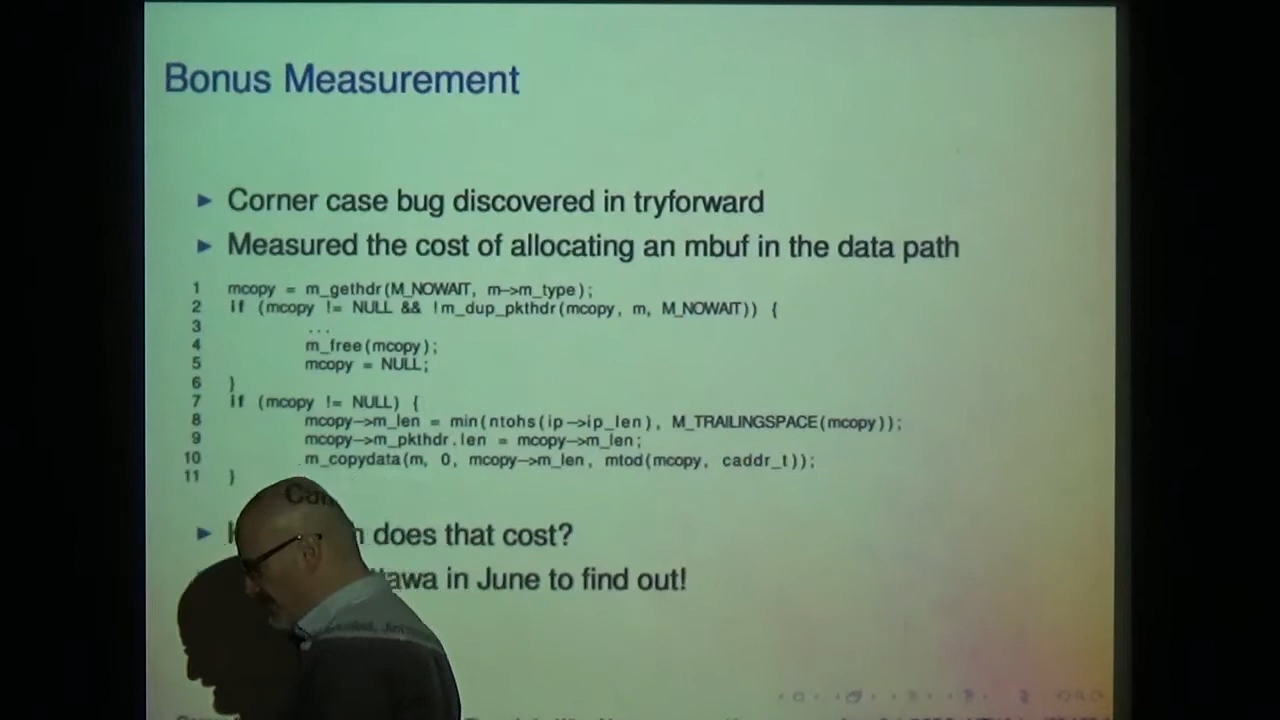 Bonus Measurement
Corner case bug discovered in tryforward
Measured the cost of allocating an mbuf in the data path
1 mcopy = m_gethdr(M_NOWAIT, m->m_type);
2 if (mcopy != NULL && !m_dup_pkthdr(mcopy, m, M_NOWAIT)) {
3 ...
4 m_free(mcopy);
5 mcopy = NULL;
6 }
7 if (mcopy != NULL) {
8 mcopy->m_len = min(ntohs(ip->ip_len), M_TRAILINGSPACE(mcopy));
9 mcopy->m_pkthdr.len = mcopy->m_len;
10 m_copydata(m, 0, mcopy->m_len, mtod(mcopy, caddr_t));
11 }
does that cost?
in June to find out!